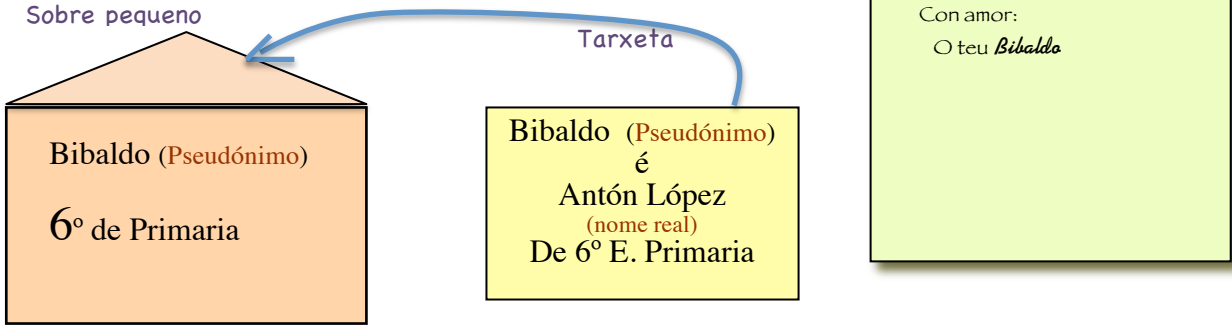 Sobre pequeno
Bibaldo (Pseudónimo)
6º de Primaria
Tarxeta
Bibaldo (Pseudónimo)
é
Antón López
(nome real)
De 6º E. Primaria
Con amor:
O teu Bibaldo